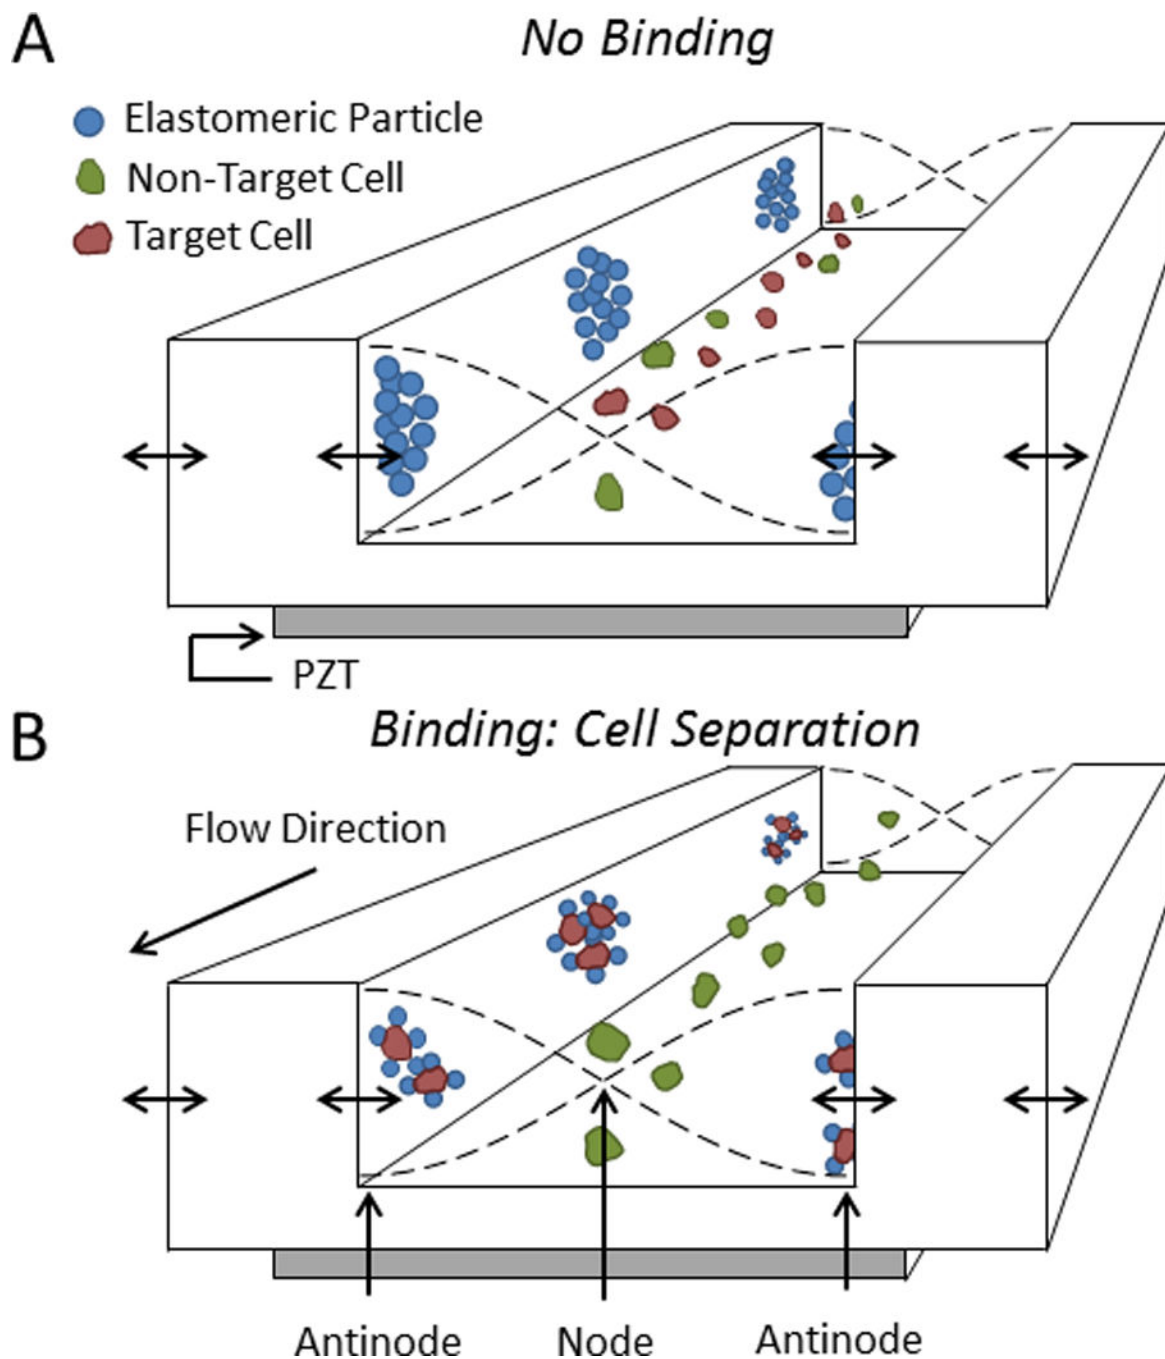 A
No Binding
Elastomeric Particle
Non-Target Cell
Target Cell
PZT
B
Binding: Cell Separation
Flow Direction
Antinode
Node
Antinode